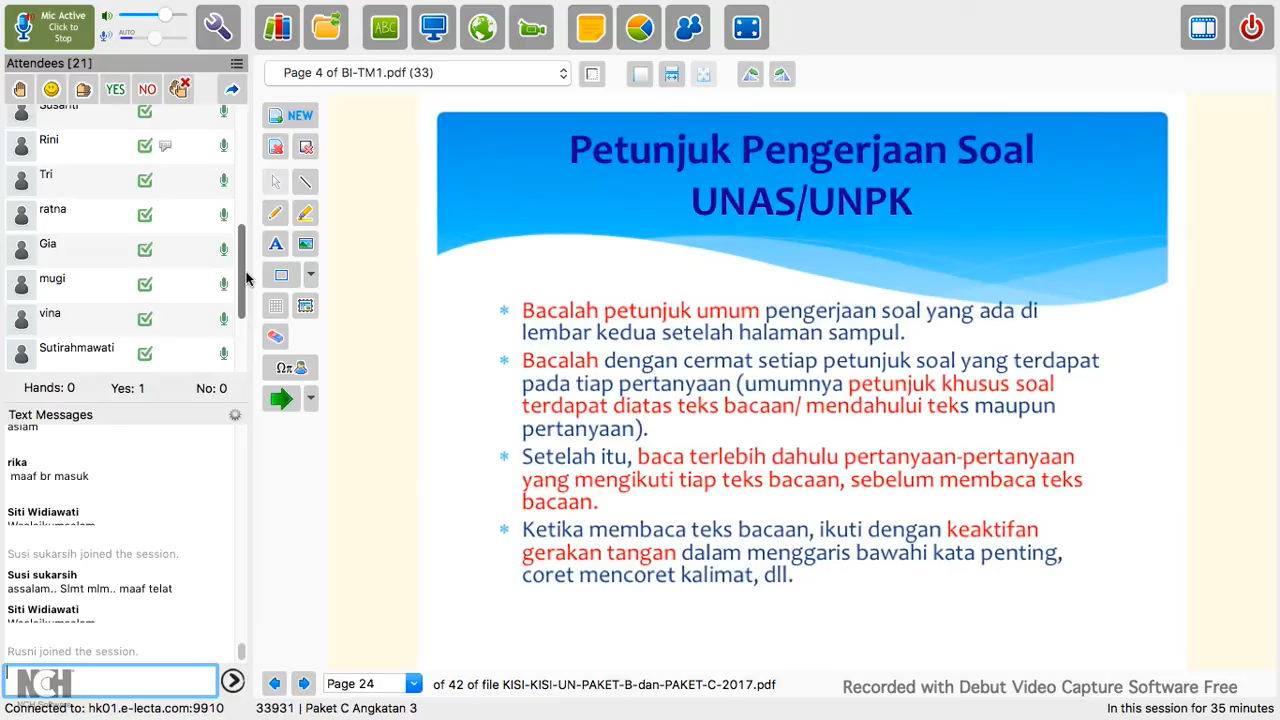 Mic Active
Click to
Stop
AUTO
ABC
Attendees [21]
Page 4 of BI-TM1.pdf (33)
YES
NO
Susanti
Rini
Tri
ratna
Gia
mugi
vina
Sutirahmawati
Hands: 0
Yes: 1
No: 0
Text Messages
aslam
rika
maaf br masuk
Siti Widiawati
Susi sukarsih joined the session.
Susi sukarsih
assalam.. Slmt mlm.. maaf telat
Siti Widiawati
Rusni joined the session.
NCH
NCH Software
Connected to: hk01.e-lecta.com:9910
NEW
A
Ωπ
Petunjuk Pengerjaan Soal
UNAS/UNPK
* Bacalah petunjuk umum pengerjaan soal yang ada di
lembar kedua setelah halaman sampul.
* Bacalah dengan cermat setiap petunjuk soal yang terdapat
pada tiap pertanyaan (umumnya petunjuk khusus soal
terdapat diatas teks bacaan/ mendahului teks maupun
pertanyaan).
* Setelah itu, baca terlebih dahulu pertanyaan-pertanyaan
yang mengikuti tiap teks bacaan, sebelum membaca teks
bacaan.
* Ketika membaca teks bacaan, ikuti dengan keaktifan
gerakan tangan dalam menggaris bawahi kata penting,
coret mencoret kalimat, dll.
Page 24
of 42 of file KISI-KISI-UN-PAKET-B-dan-PAKET-C-2017.pdf
Recorded with Debut Video Capture Software Free
33931 | Paket C Angkatan 3
In this session for 35 minutes